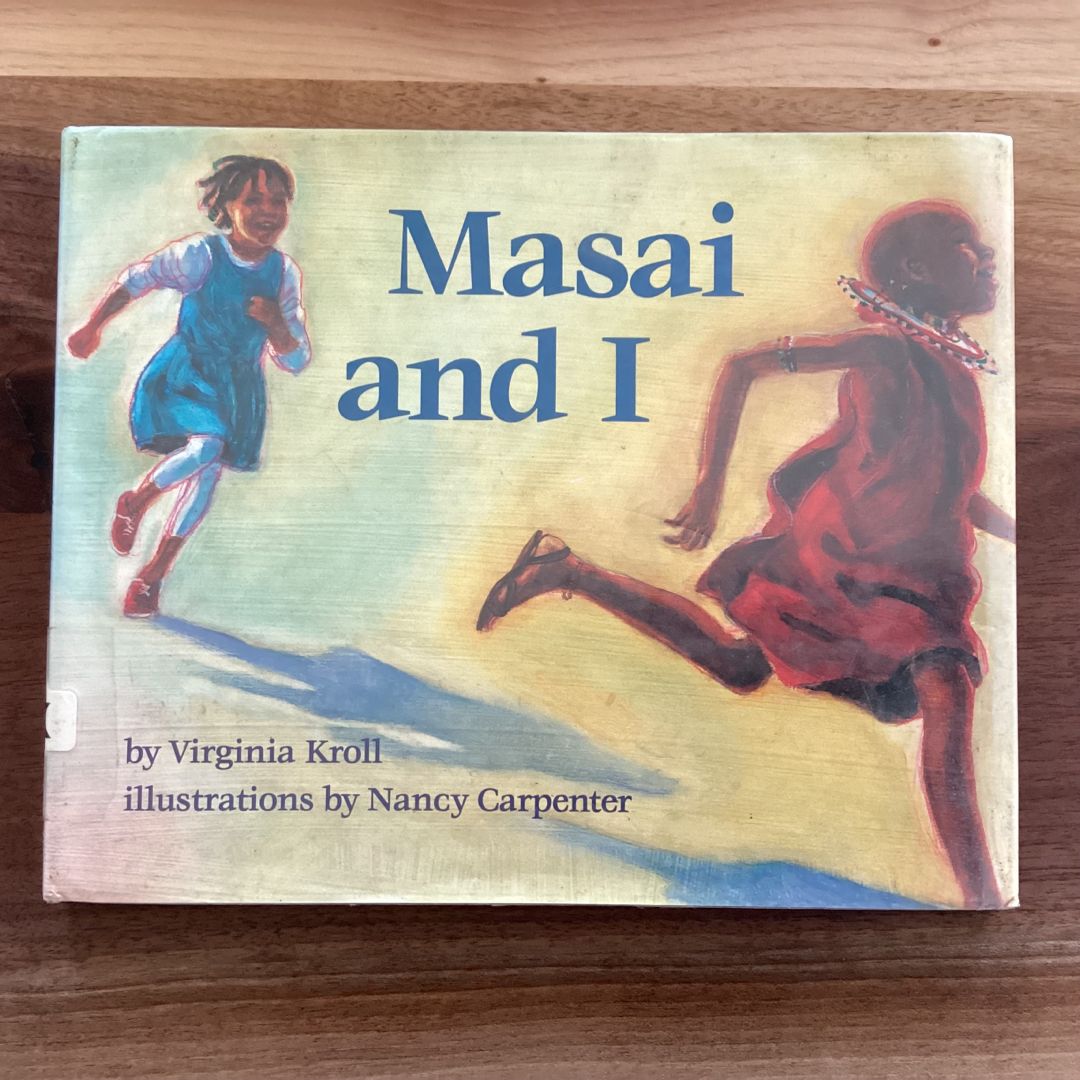 Masai
and I
by Virginia Kroll
illustrations by Nancy Carpenter